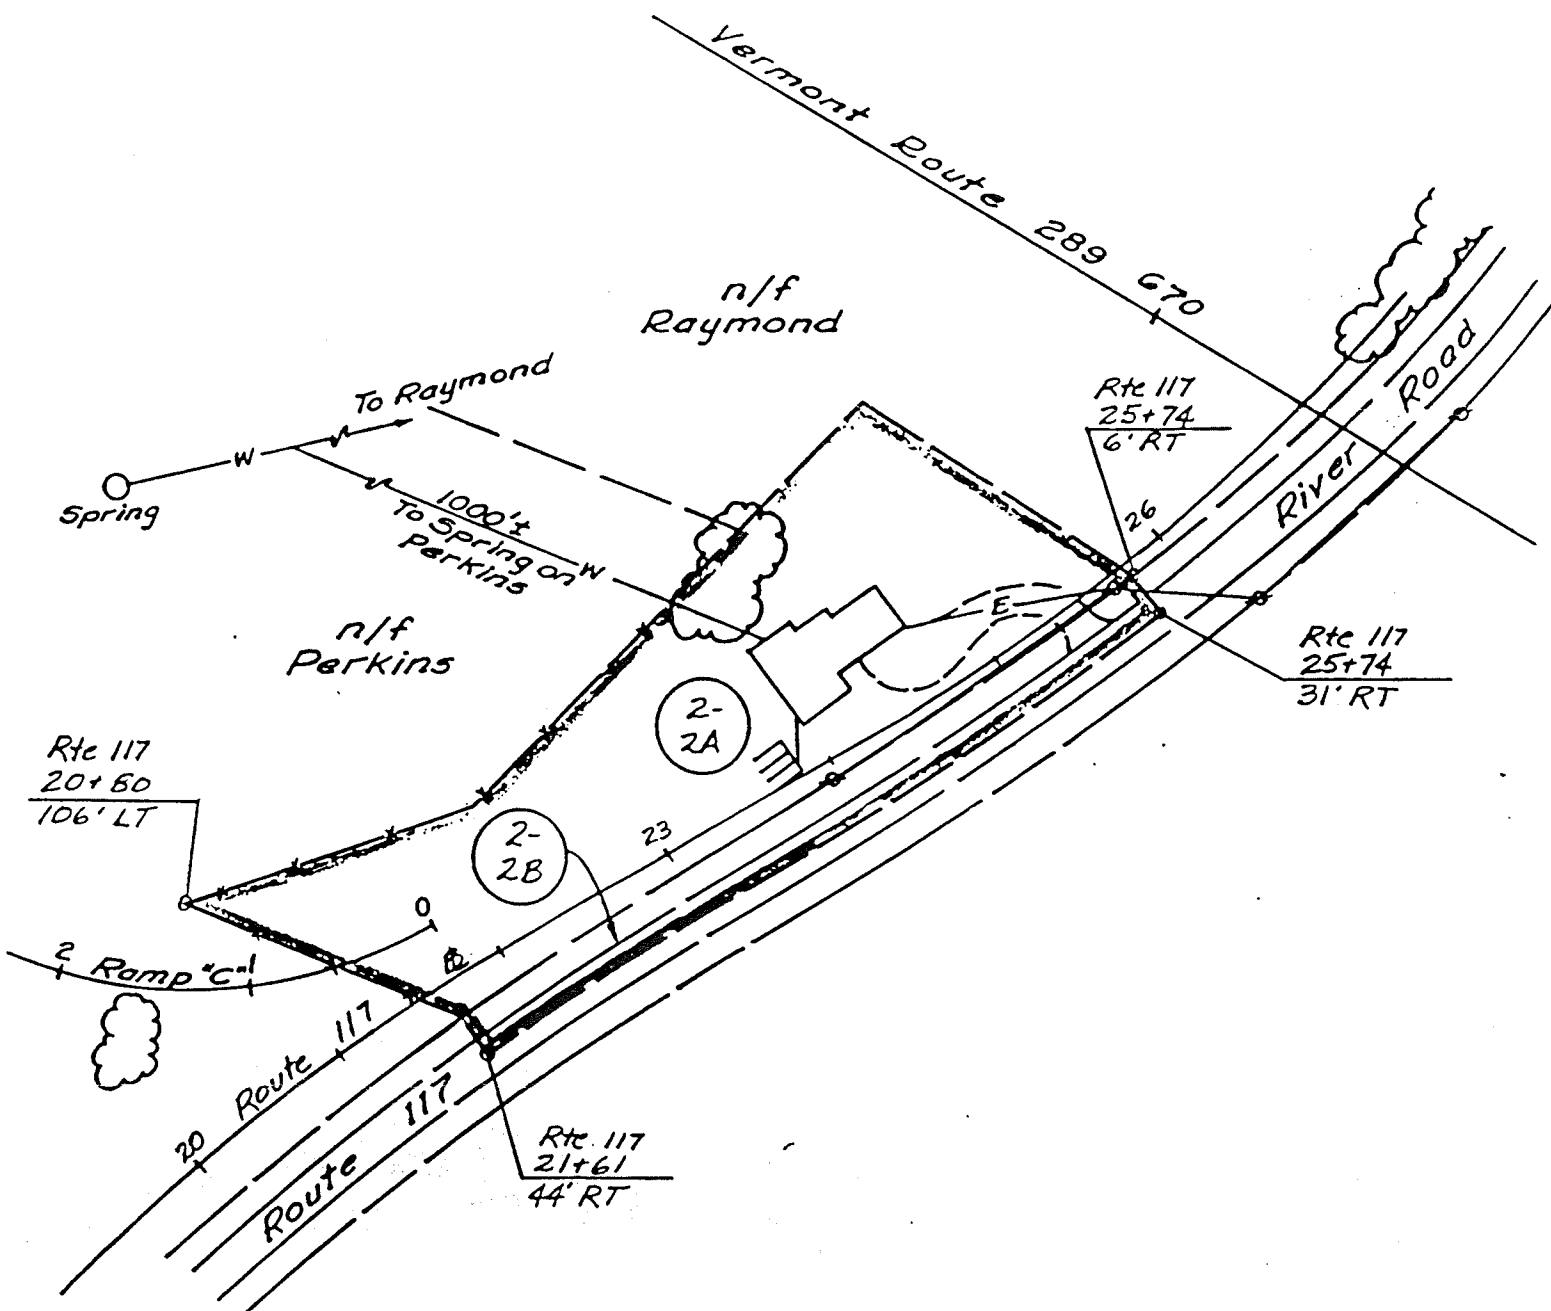 Vermont Route 289 670
n/f
Raymond
To Raymond
W
Spring
1000'±
To Spring on
Perkins
W
n/f
Perkins
Rte 117
25+74
6' RT
River Road
26
E
Rte 117
25+74
31' RT
2-
2A
Rte 117
20+80
106' LT
2-
2B
23
0
2 Ramp "C" 1
20 Route 117
Route 117
Rte. 117
21+61
44' RT